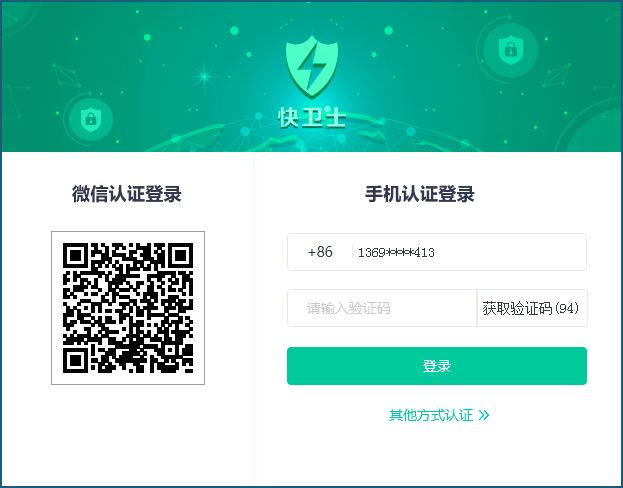 快卫士
微信认证登录
手机认证登录
+86
1369****413
请输入验证码
获取验证码(94)
登录
其他方式认证